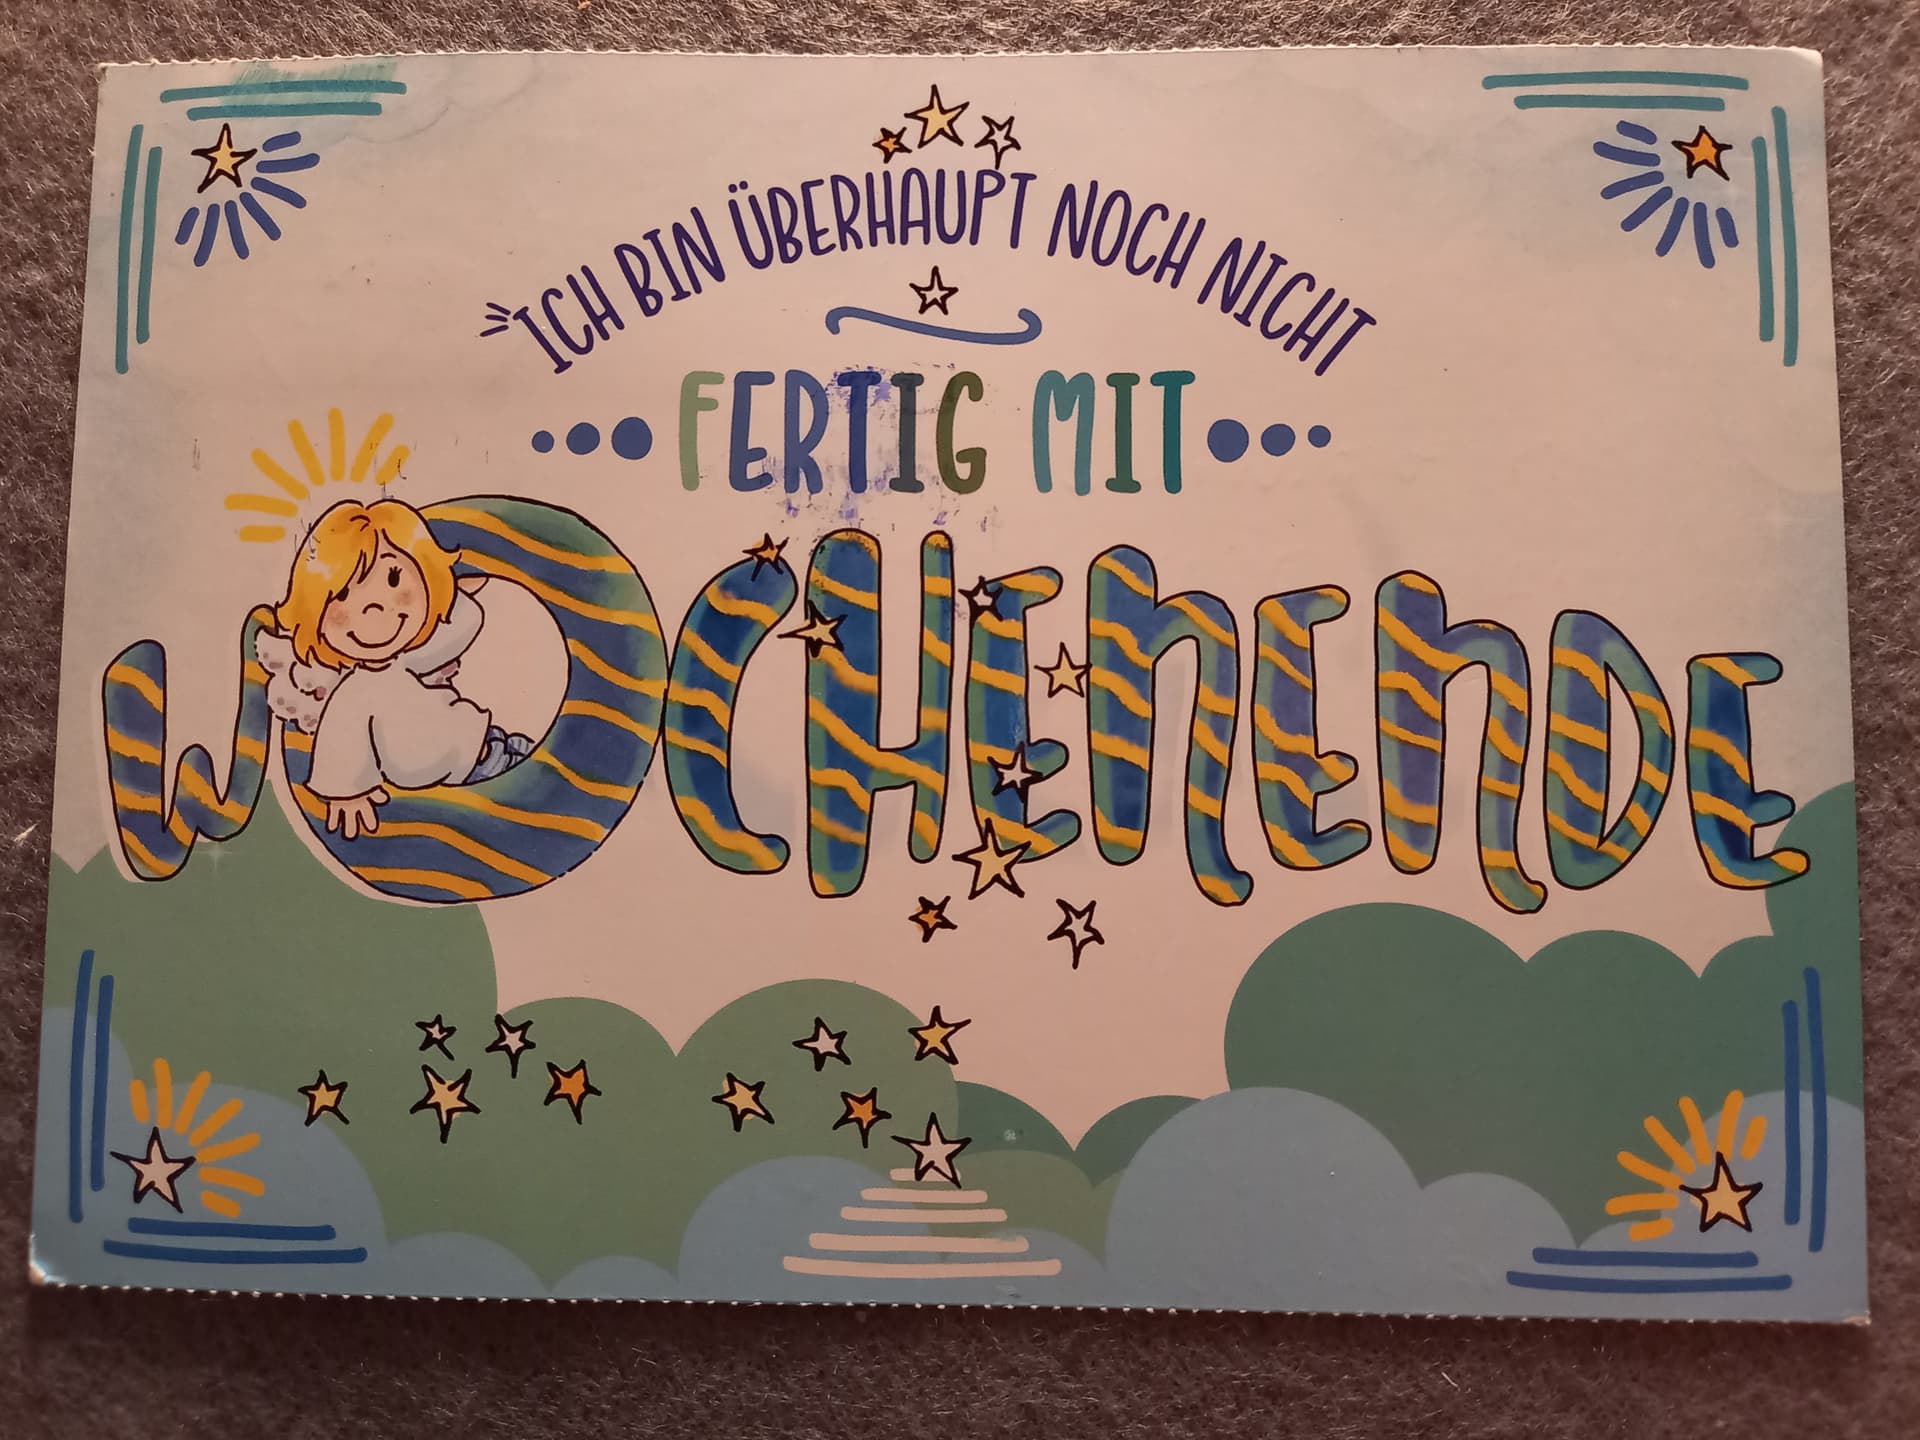 ICH BIN ÜBERHAUPT NOCH NICHT
FERTIG MIT
WOCHENENDE